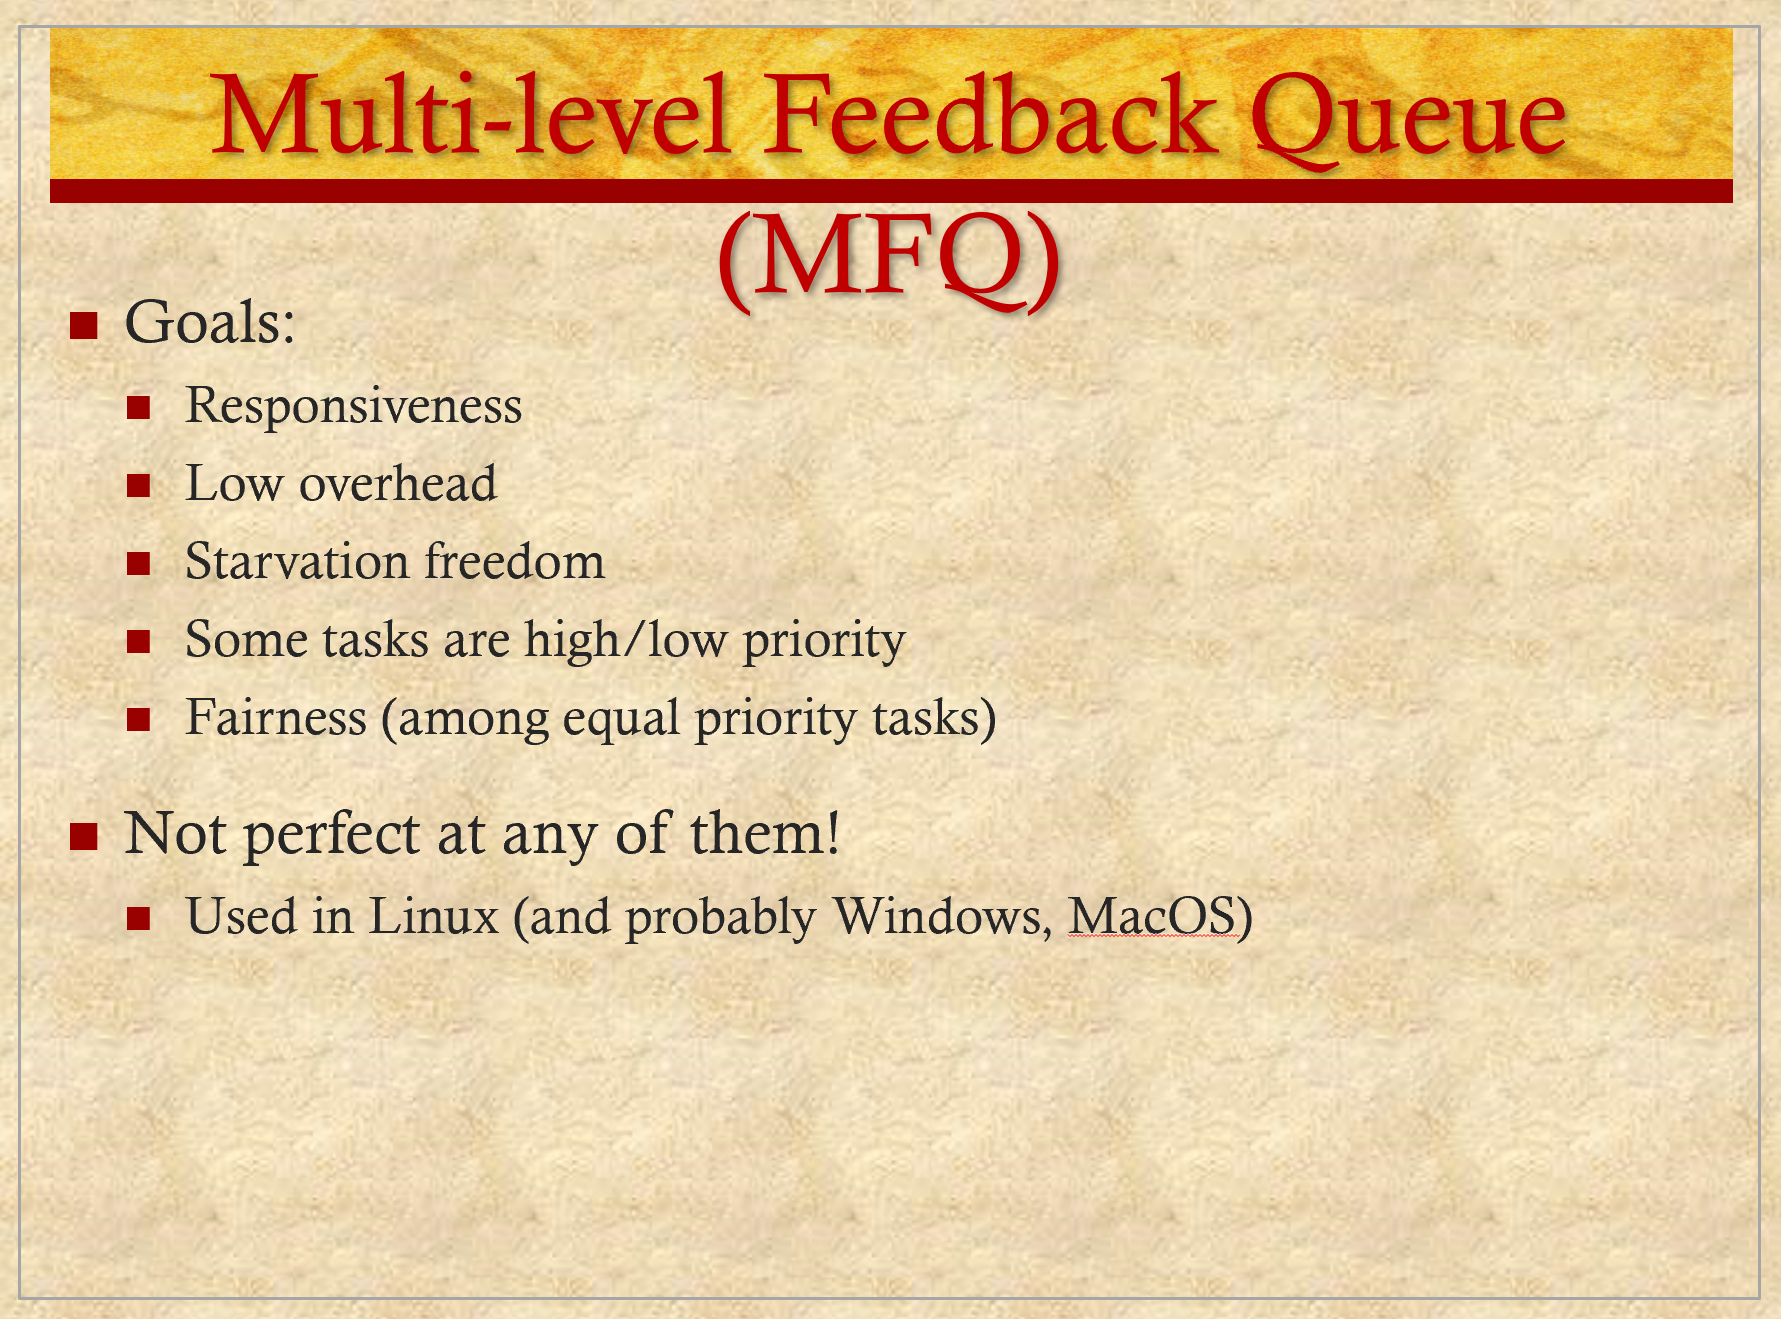 Multi-level Feedback Queue
(MFQ)
Goals:
Responsiveness
Low overhead
Starvation freedom
Some tasks are high/low priority
Fairness (among equal priority tasks)
Not perfect at any of them!
Used in Linux (and probably Windows, MacOS)